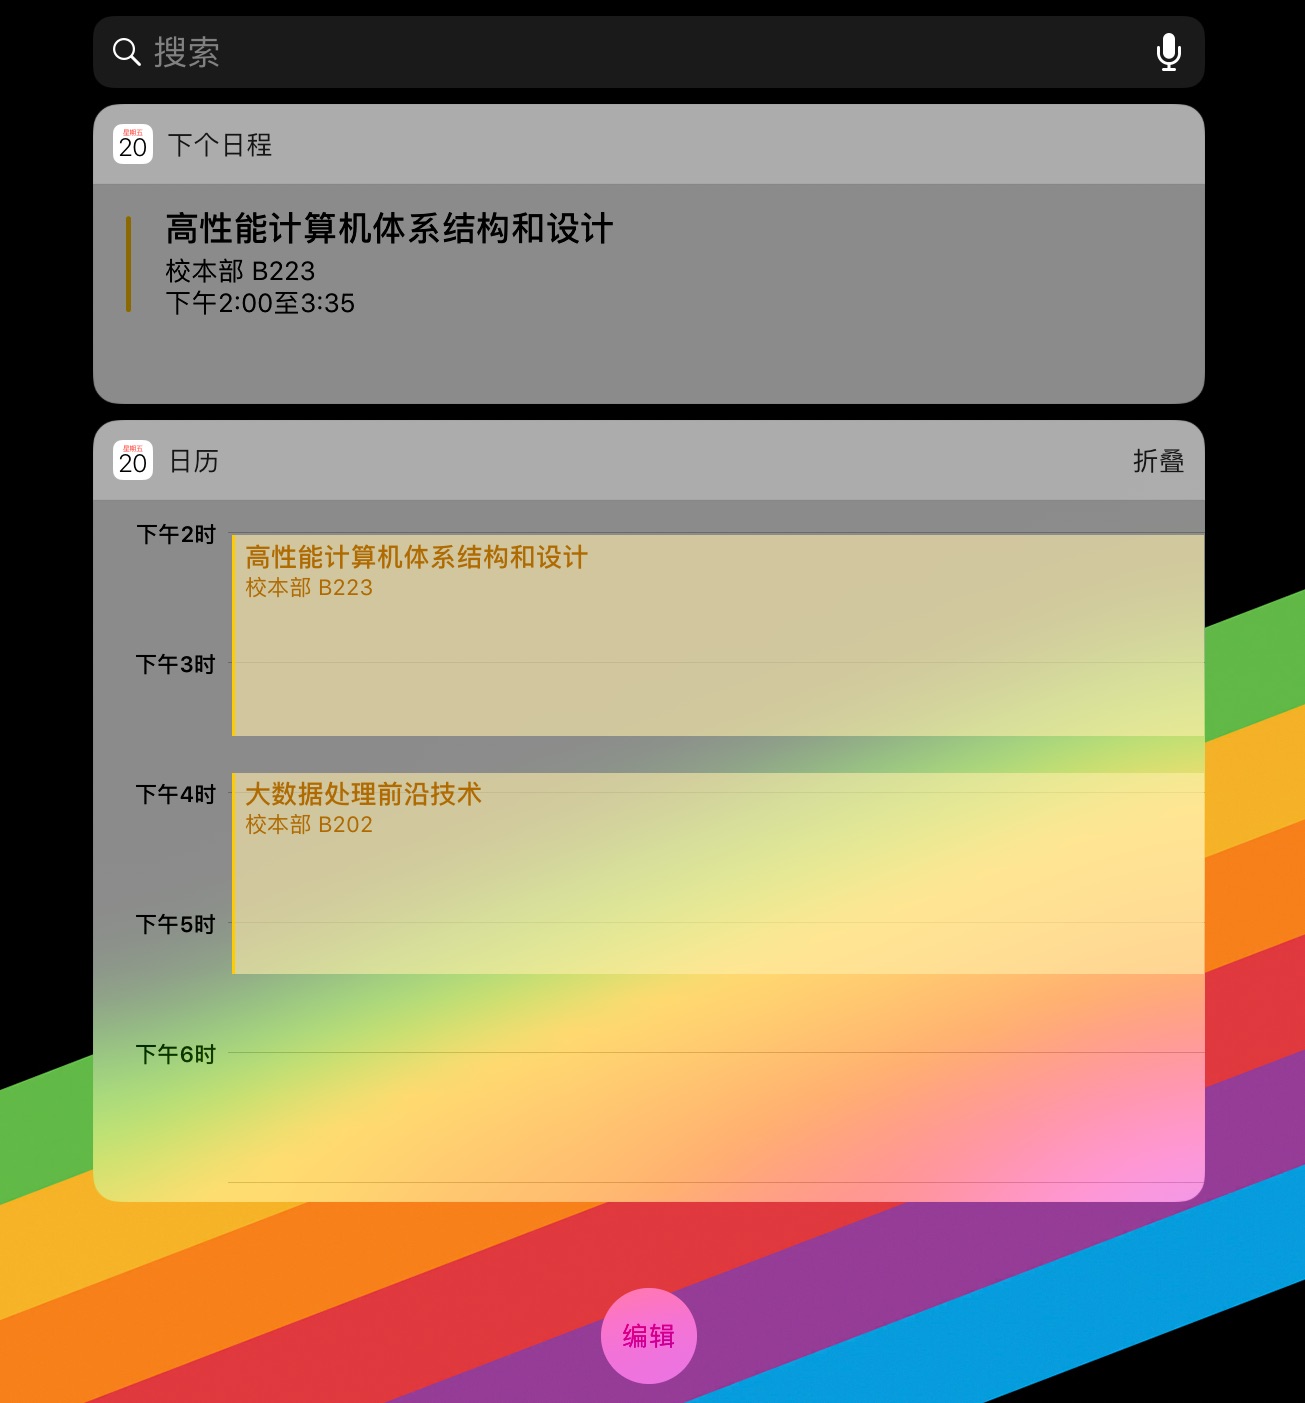 搜索
星期五
20
下个日程
高性能计算机体系结构和设计
校本部 B223
下午2:00至3:35
星期五
20
日历
折叠
下午2时
高性能计算机体系结构和设计
校本部 B223
下午3时
下午4时
大数据处理前沿技术
校本部 B202
下午5时
下午6时
编辑